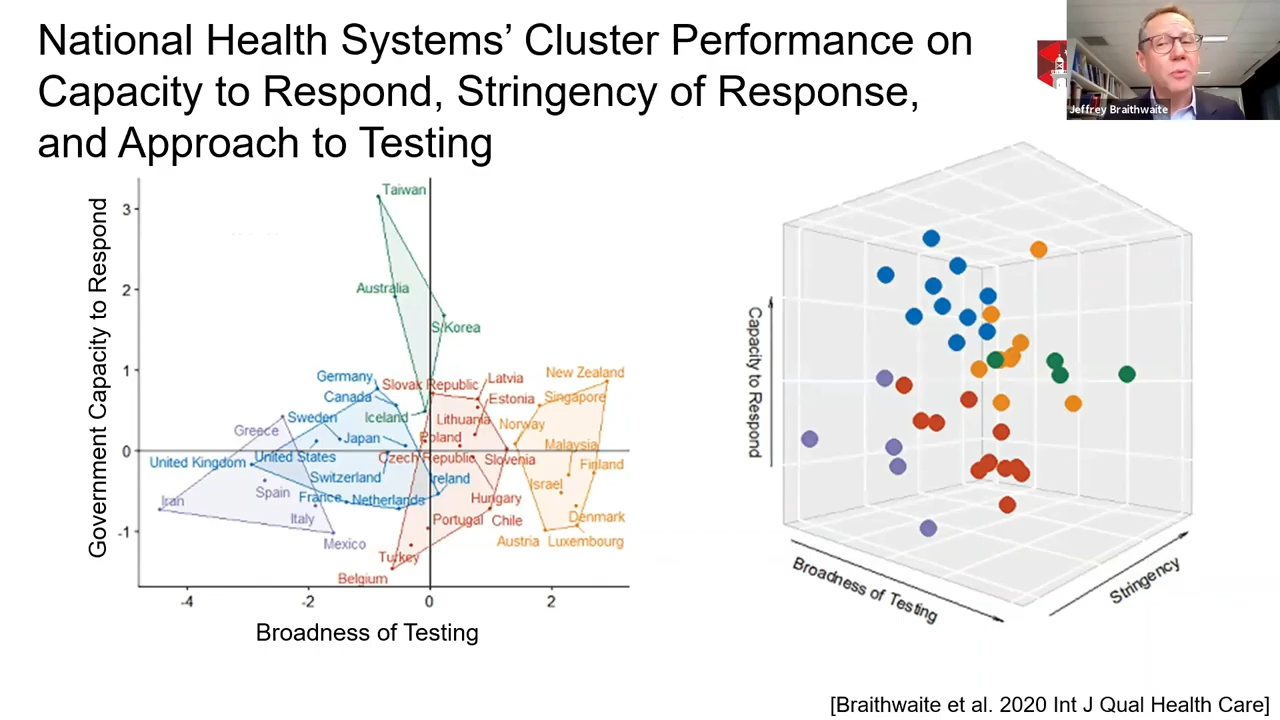 National Health Systems' Cluster Performance on
Capacity to Respond, Stringency of Response,
and Approach to Testing
Jeffrey Braithwaite
Government Capacity to Respond
3
2
1
0
-1
-4
-2
0
2
Broadness of Testing
Taiwan
Australia
S Korea
Germany
Slovak Republic
Latvia
New Zealand
Canada
Estonia
Singapore
Iceland
Sweden
Lithuania
Norway
Greece
Japan
Poland
Malaysia
United Kingdom
United States
Czech Republic
Slovenia
Finland
Switzerland
Ireland
Israel
Iran
Spain
France
Netherlands
Hungary
Italy
Portugal
Chile
Denmark
Mexico
Austria
Luxembourg
Turkey
Belgium
Capacity to Respond
Broadness of Testing
Stringency
[Braithwaite et al. 2020 Int J Qual Health Care]